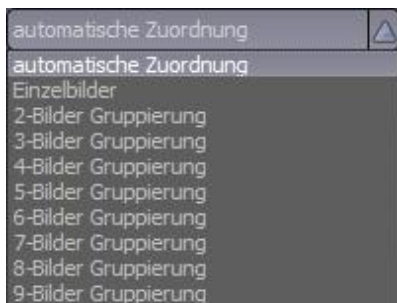 automatische Zuordnung
automatische Zuordnung
Einzelbilder
2-Bilder Gruppierung
3-Bilder Gruppierung
4-Bilder Gruppierung
5-Bilder Gruppierung
6-Bilder Gruppierung
7-Bilder Gruppierung
8-Bilder Gruppierung
9-Bilder Gruppierung